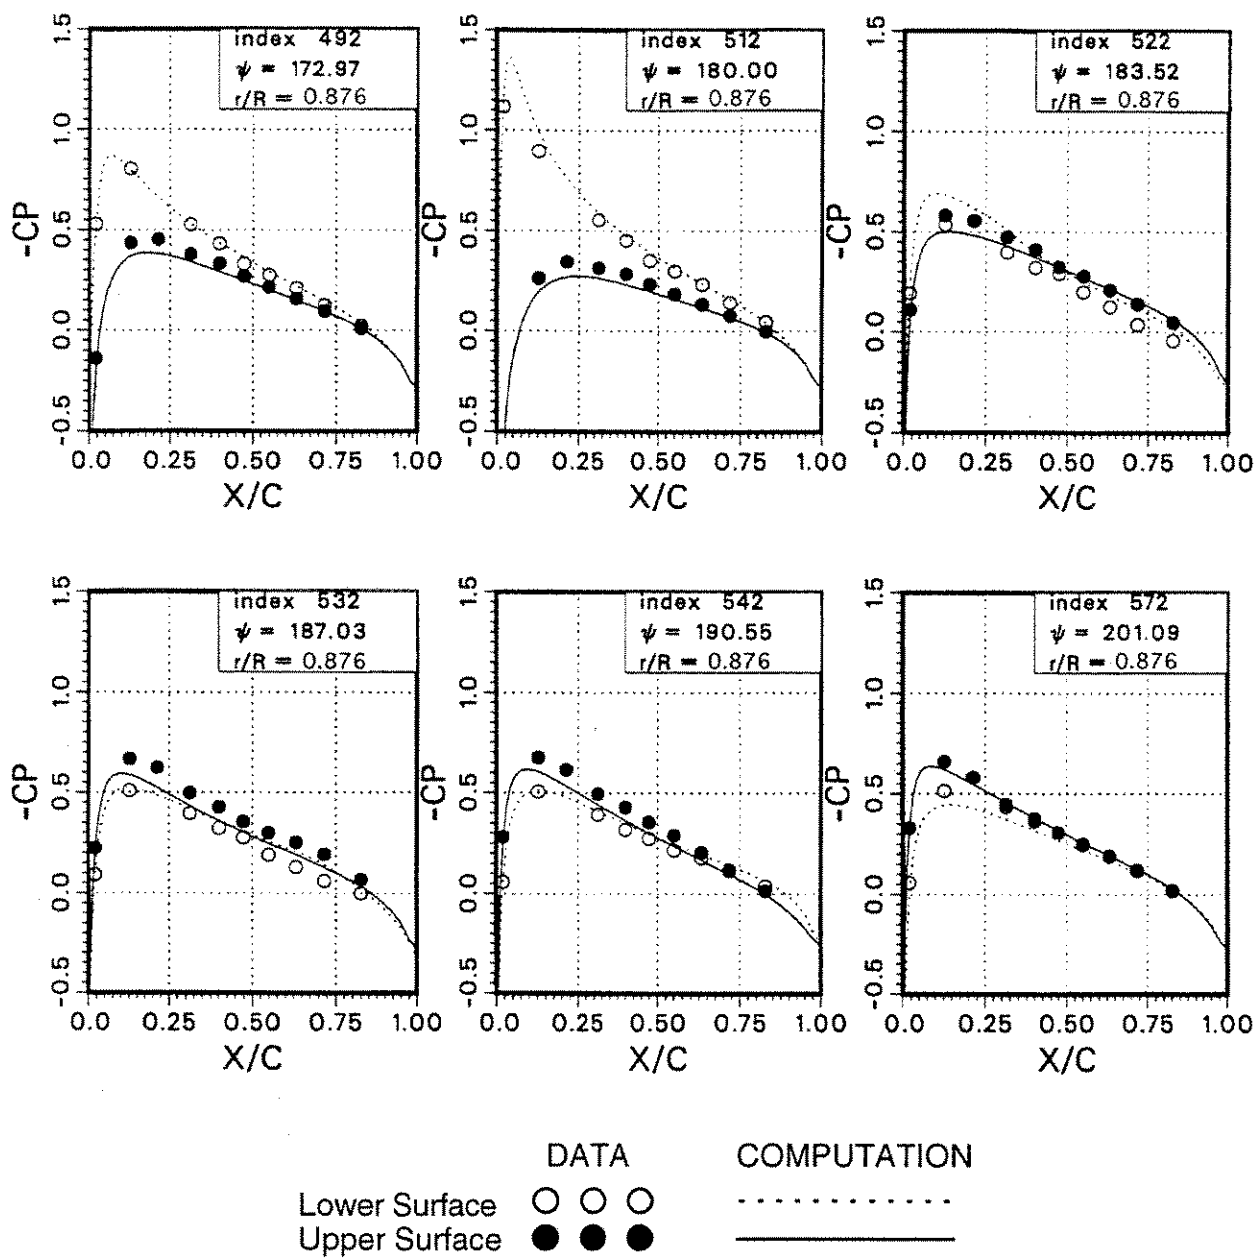 index 492
ψ = 172.97
r/R = 0.876
-CP
1.5
1.0
0.5
0.0
-0.5
0.0 0.25 0.50 0.75 1.00
X/C
index 512
ψ = 180.00
r/R = 0.876
-CP
1.5
1.0
0.5
0.0
-0.5
0.0 0.25 0.50 0.75 1.00
X/C
index 522
ψ = 183.52
r/R = 0.876
-CP
1.5
1.0
0.5
0.0
-0.5
0.0 0.25 0.50 0.75 1.00
X/C
index 532
ψ = 187.03
r/R = 0.876
-CP
1.5
1.0
0.5
0.0
-0.5
0.0 0.25 0.50 0.75 1.00
X/C
index 542
ψ = 190.55
r/R = 0.876
-CP
1.5
1.0
0.5
0.0
-0.5
0.0 0.25 0.50 0.75 1.00
X/C
index 572
ψ = 201.09
r/R = 0.876
-CP
1.5
1.0
0.5
0.0
-0.5
0.0 0.25 0.50 0.75 1.00
X/C
DATA COMPUTATION
Lower Surface
Upper Surface